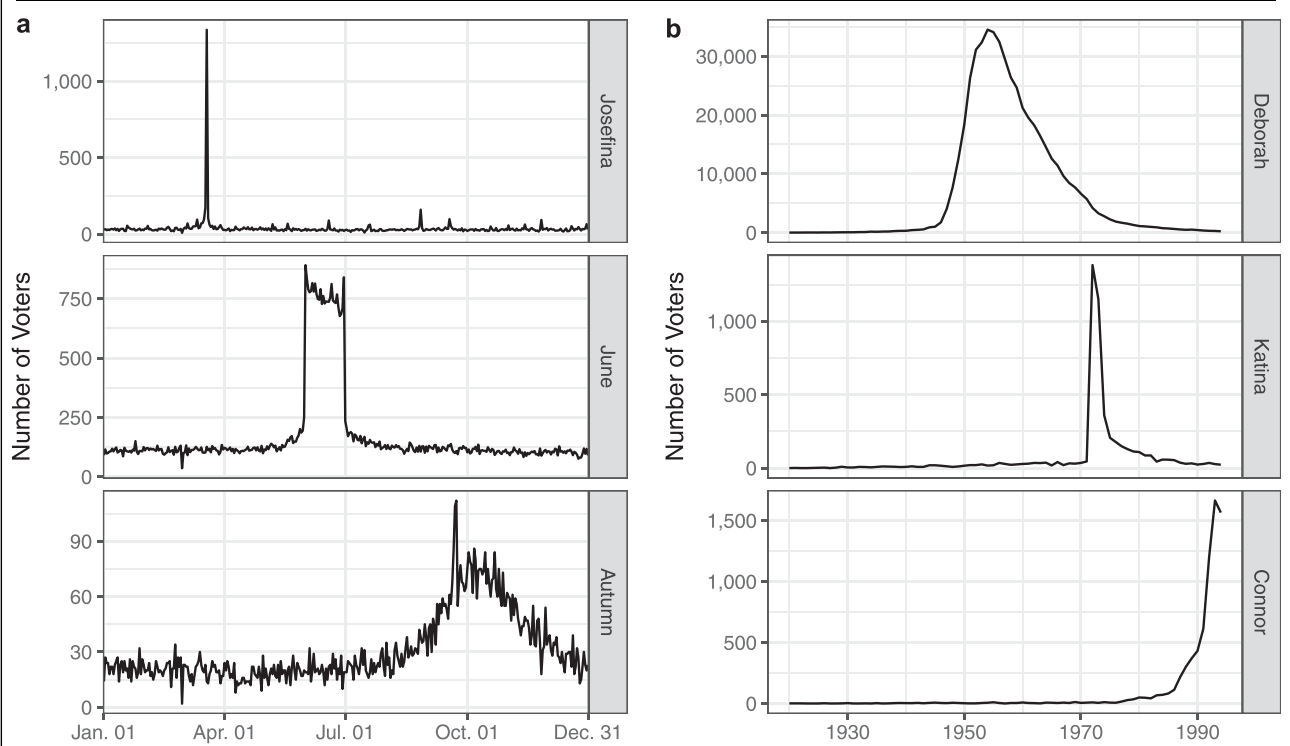 a
1,000
500
0
Josefina
750
500
250
0
June
90
60
30
0
Autumn
Jan. 01 Apr. 01 Jul. 01 Oct. 01 Dec. 31
Number of Voters
b
30,000
20,000
10,000
0
Deborah
1,000
500
0
Katina
1,500
1,000
500
0
Connor
1930 1950 1970 1990
Number of Voters